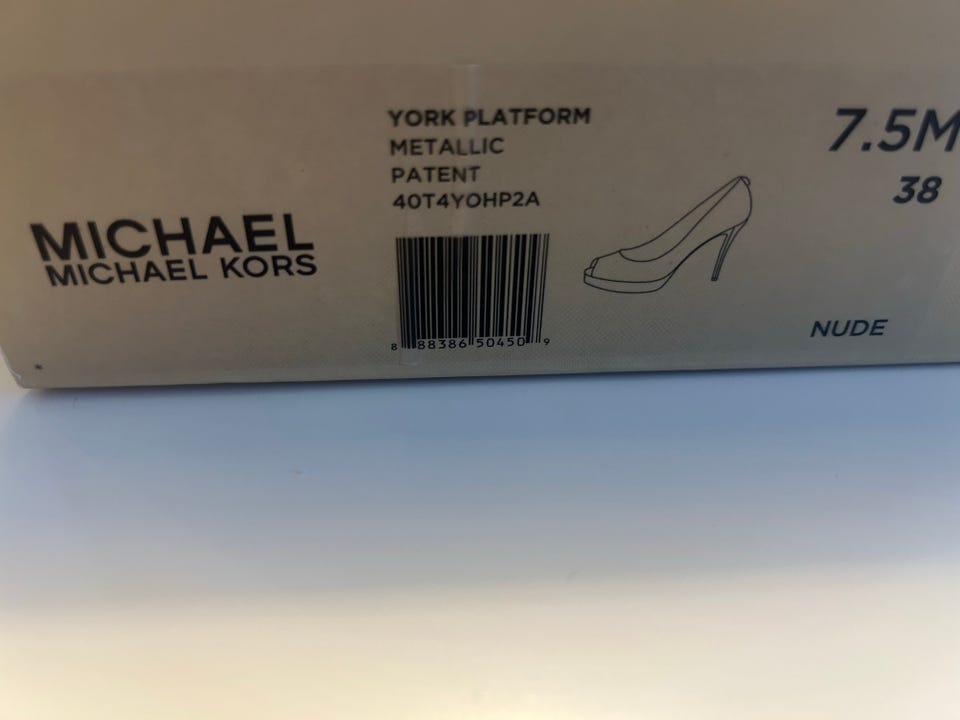 MICHAEL
MICHAEL KORS
YORK PLATFORM
METALLIC
PATENT
40T4YOHP2A
8 88386 50450 9
7.5M
38
NUDE